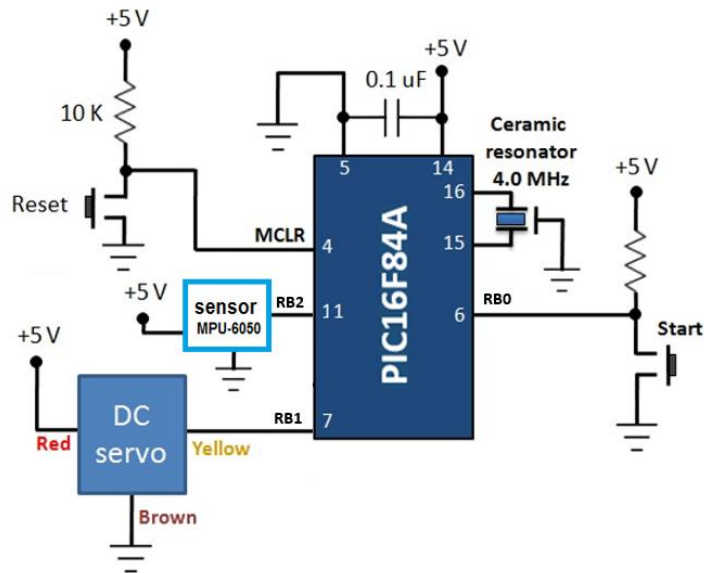 +5 V
+5 V
0.1 uF
10 K
Ceramic
resonator
4.0 MHz
+5 V
5
14
16
Reset
MCLR
4
PIC16F84A
15
+5 V
sensor
MPU-6050
RB2
11
6
RB0
Start
+5 V
DC
servo
RB1
7
Red
Yellow
Brown